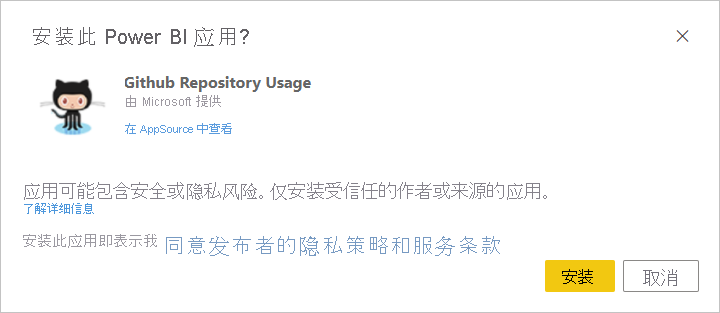 安装此 Power BI 应用?
Github Repository Usage
由 Microsoft 提供
在 AppSource 中查看
应用可能包含安全或隐私风险。仅安装受信任的作者或来源的应用。
了解详细信息
安装此应用即表示我 同意发布者的隐私策略和服务条款
安装 取消